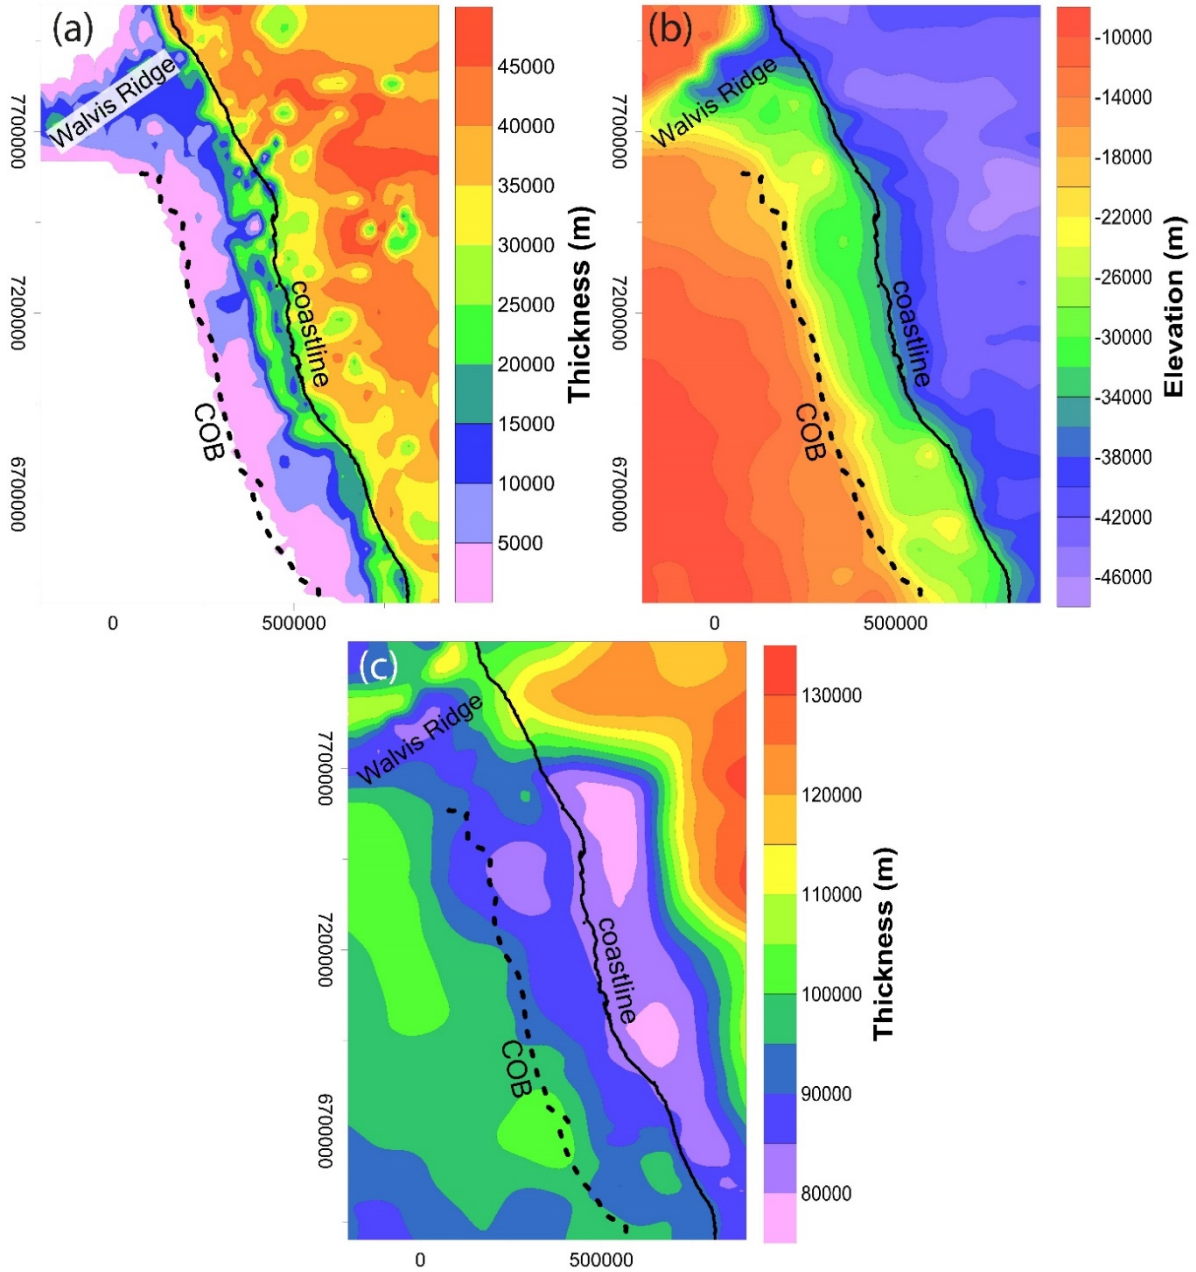 (a)
Walvis Ridge
7700000
7200000
6700000
coastline
COB
0
500000
45000
40000
35000
30000
25000
20000
15000
10000
5000
Thickness (m)
(b)
Walvis Ridge
7700000
7200000
6700000
coastline
COB
0
500000
-10000
-14000
-18000
-22000
-26000
-30000
-34000
-38000
-42000
-46000
Elevation (m)
(c)
Walvis Ridge
7700000
7200000
6700000
coastline
COB
0
500000
130000
120000
110000
100000
90000
80000
Thickness (m)